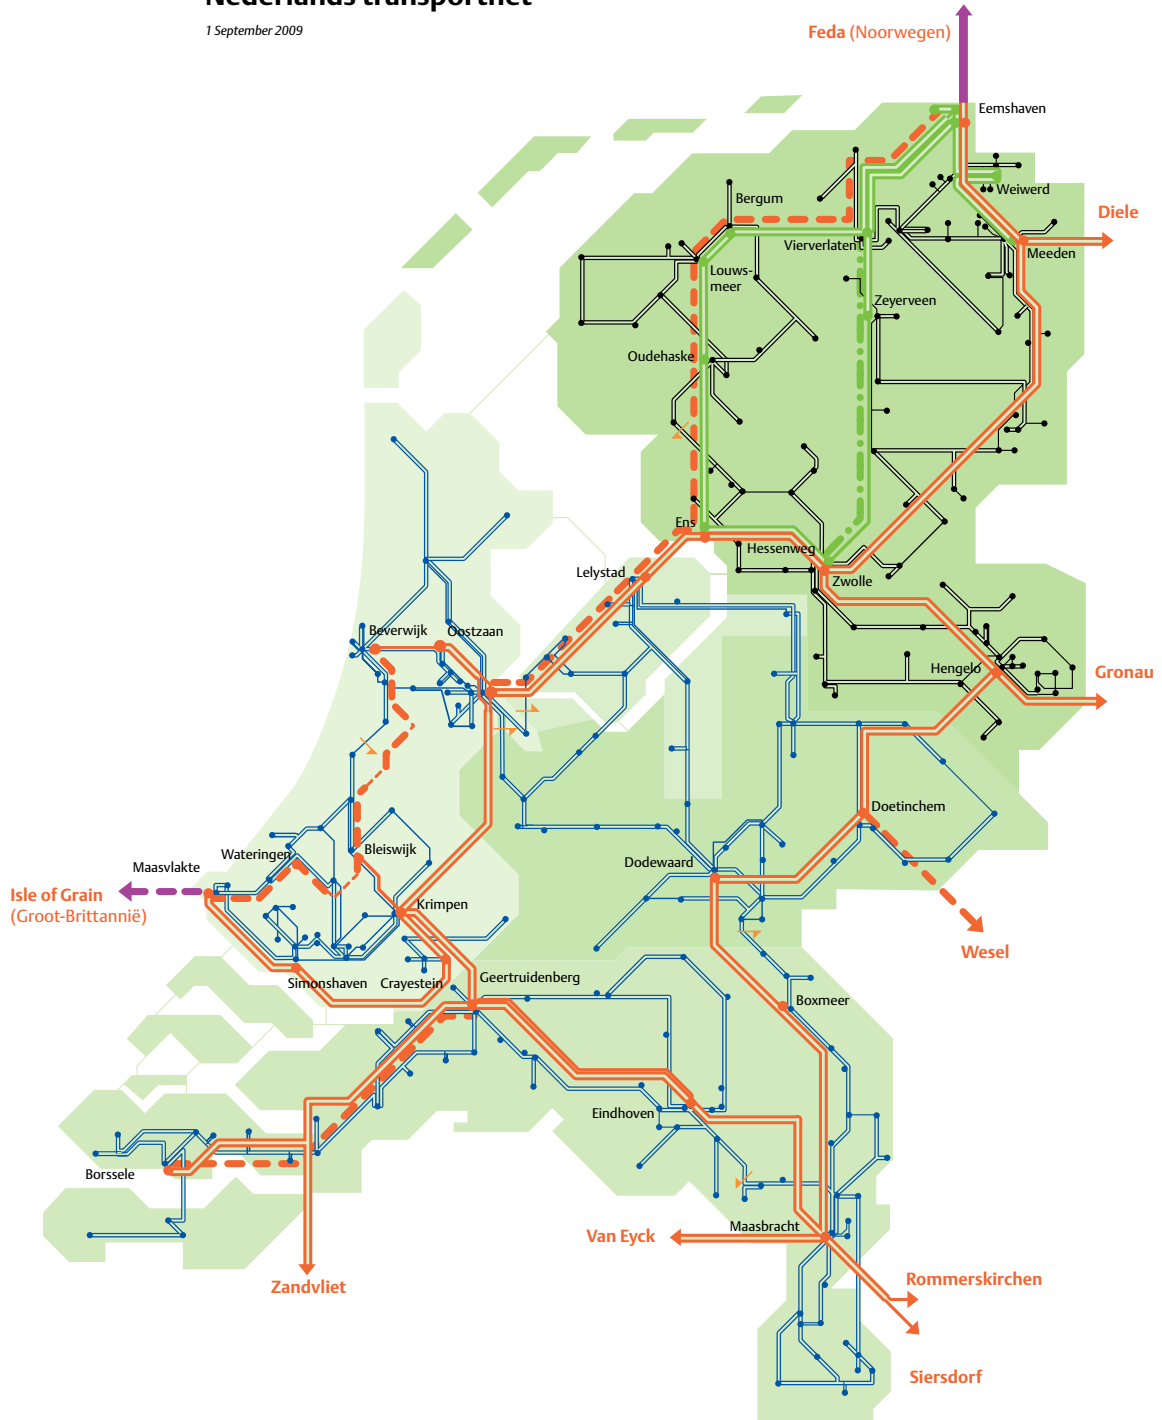 Nederlands transportnet
1 September 2009
Feda (Noorwegen)
Eemshaven
Weiwerd
Bergum
Diele
Vierverlaten
Meeden
Louws-
meer
Zeyerveen
Oudehaske
Ens
Hessenweg
Lelystad
Zwolle
Beverwijk
Oostzaan
Hengelo
Gronau
Doetinchem
Wateringen
Bleiswijk
Dodewaard
Maasvlakte
Isle of Grain
(Groot-Brittannië)
Krimpen
Wesel
Simonshaven
Crayestein
Geertruidenberg
Boxmeer
Eindhoven
Borssele
Maasbracht
Van Eyck
Zandvliet
Rommerskirchen
Siersdorf